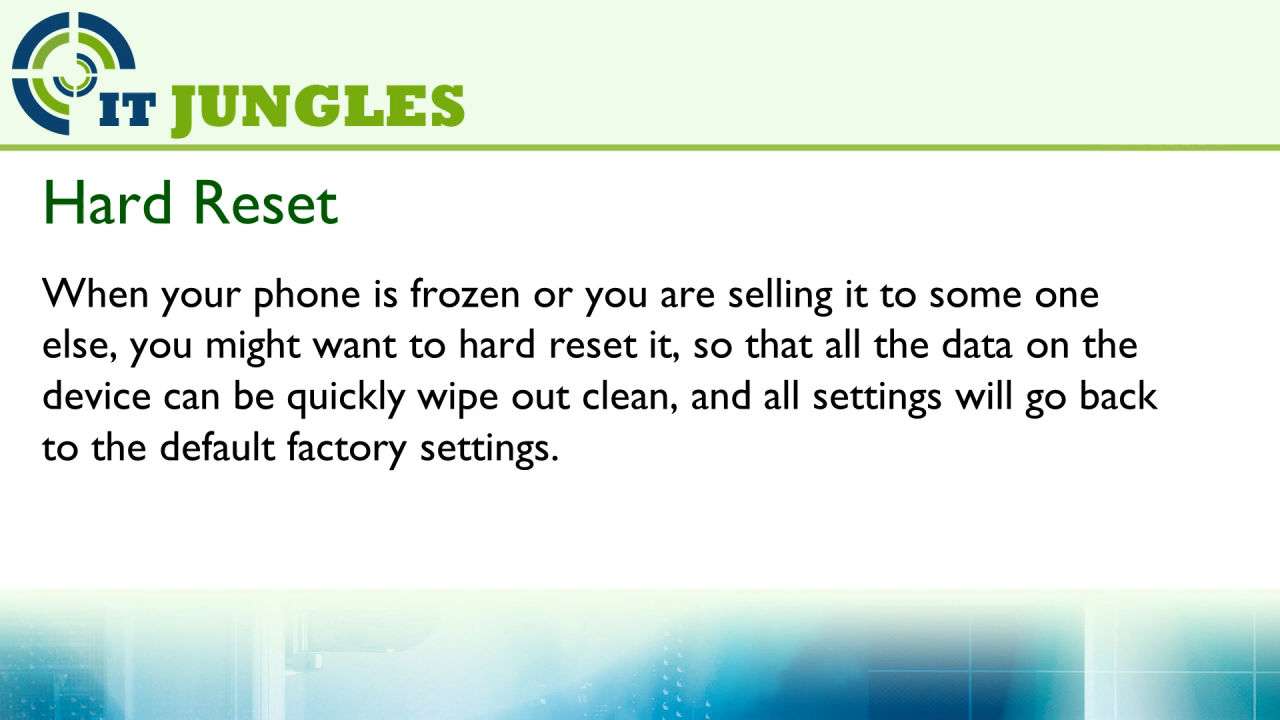 IT JUNGLES
Hard Reset
When your phone is frozen or you are selling it to some one
else, you might want to hard reset it, so that all the data on the
device can be quickly wipe out clean, and all settings will go back
to the default factory settings.